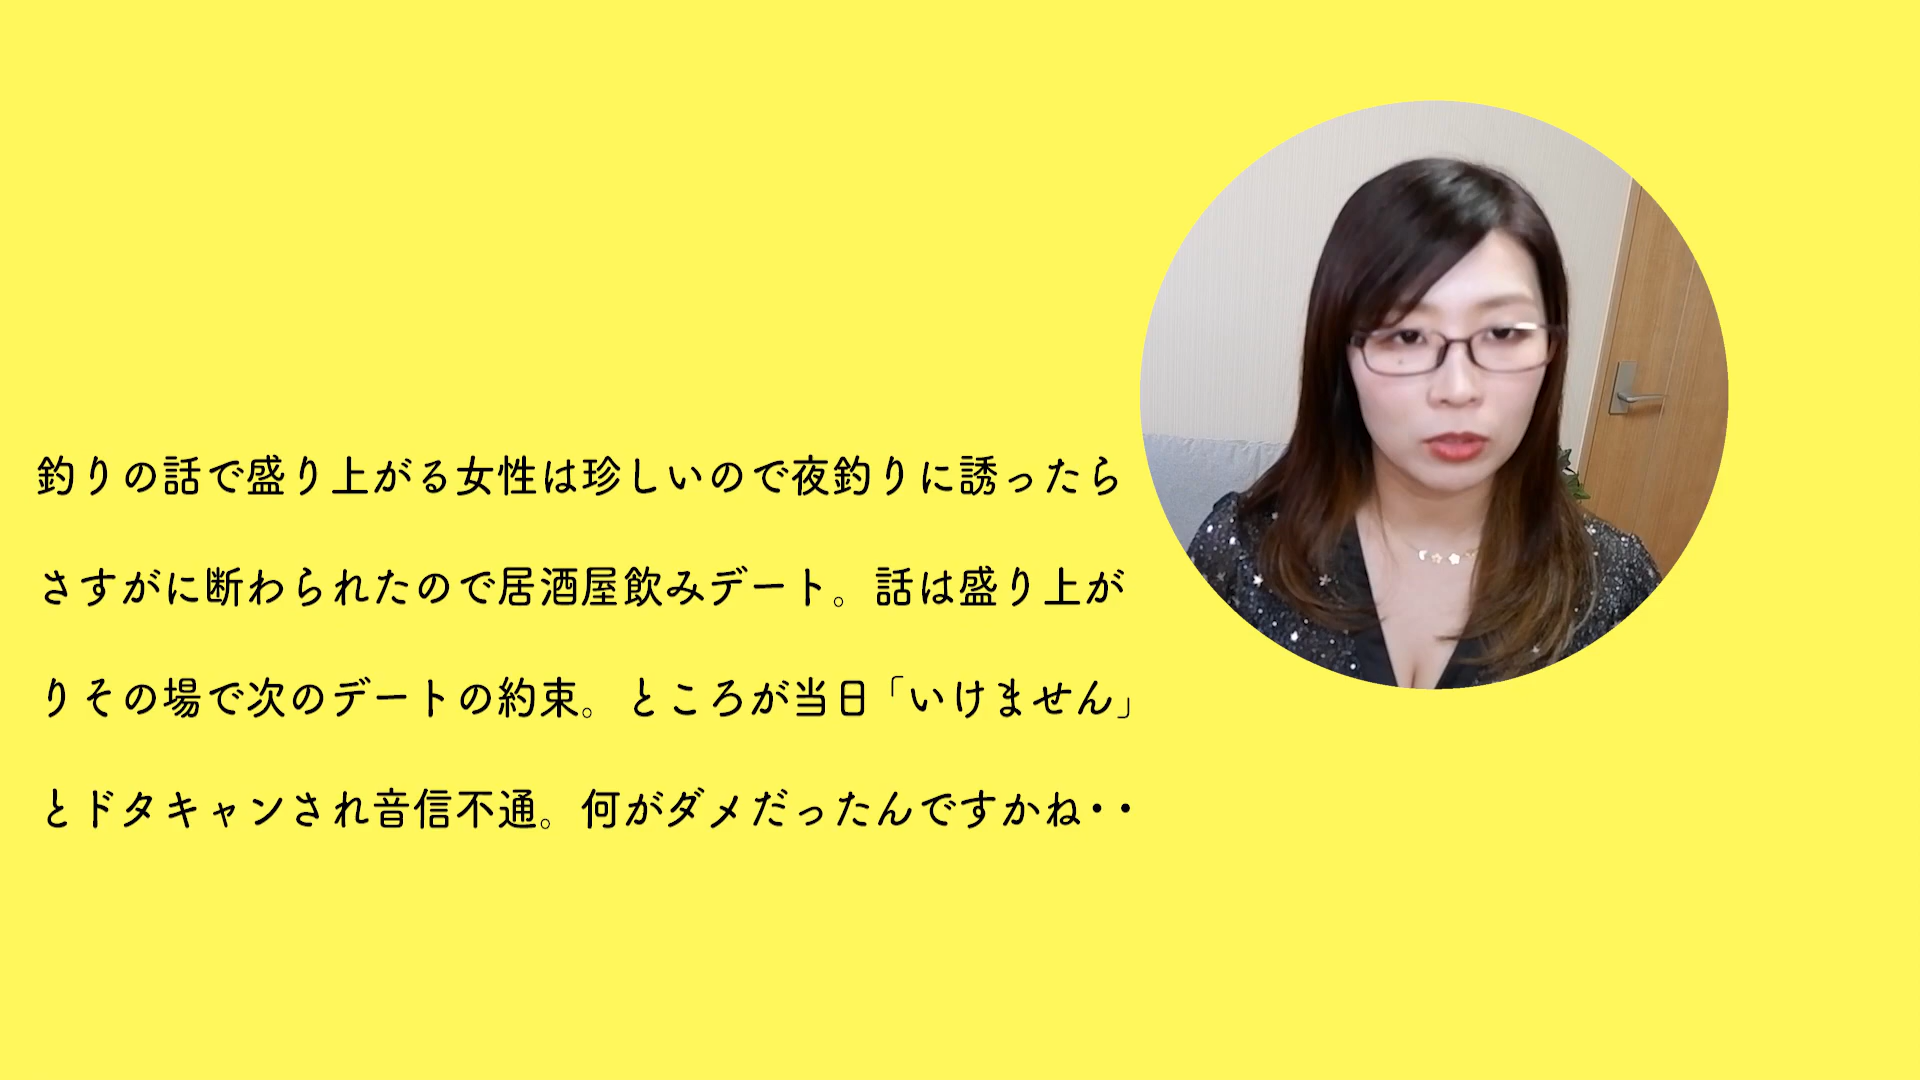 釣りの話で盛り上がる女性は珍しいので夜釣りに誘ったら
さすがに断わられたので居酒屋飲みデート。話は盛り上が
りその場で次のデートの約束。ところが当日「いけません」
とドタキャンされ音信不通。何がダメだったんですかね・・